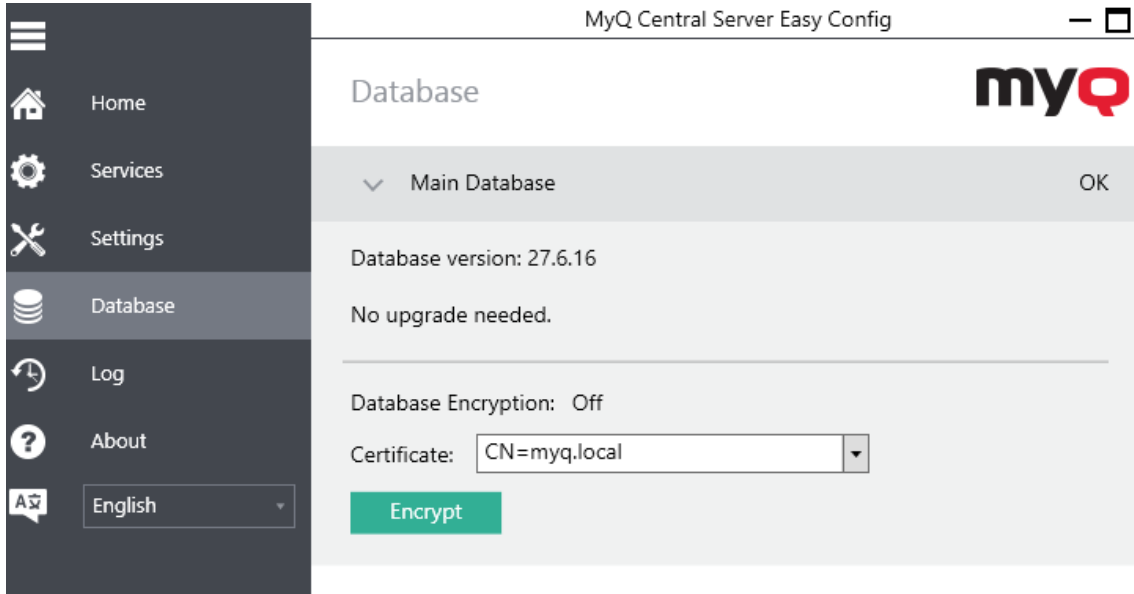 MyQ Central Server Easy Config
Home
Services
Settings
Database
Log
About
English
Database
myQ
Main Database OK
Database version: 27.6.16
No upgrade needed.
Database Encryption: Off
Certificate: CN=myq.local
Encrypt